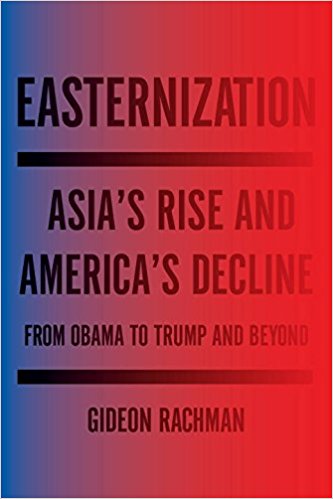 EASTERNIZATION
ASIA'S RISE AND
AMERICA'S DECLINE
FROM OBAMA TO TRUMP AND BEYOND
GIDEON RACHMAN